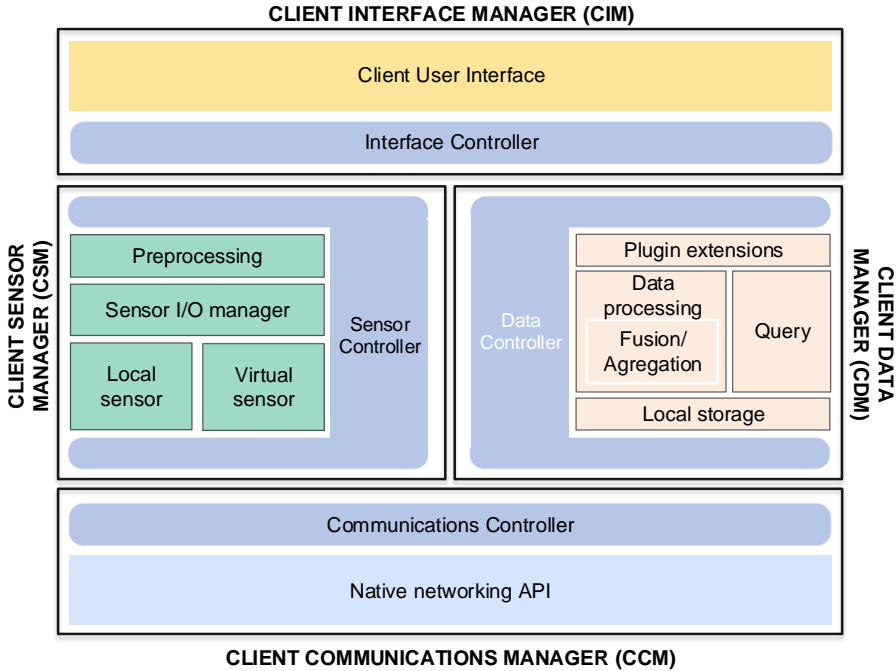 CLIENT INTERFACE MANAGER (CIM)
Client User Interface
Interface Controller
CLIENT SENSOR
MANAGER (CSM)
Preprocessing
Sensor I/O manager
Local
sensor
Virtual
sensor
Sensor
Controller
Data
Controller
Plugin extensions
Data
processing
Fusion/
Agregation
Query
Local storage
CLIENT DATA
MANAGER (CDM)
Communications Controller
Native networking API
CLIENT COMMUNICATIONS MANAGER (CCM)